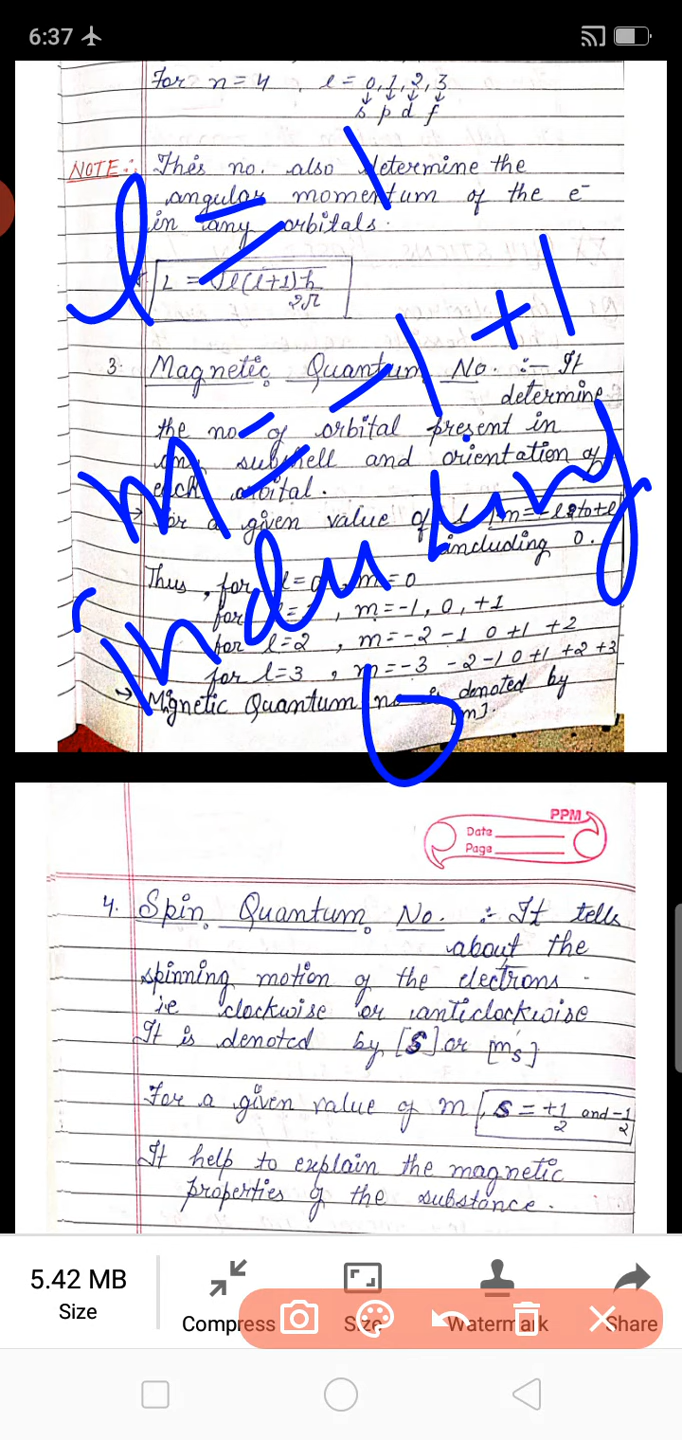 6:37
For n = 4 , l = 0, 1, 2, 3
s p d f
NOTE:- This no. also determine the
angular momentum of the e⁻
in any orbitals.
L = √l(l+1) h
2π
l = 1
3. Magnetic Quantum No. :- It
determine
the no. of orbital present in
any subshell and orientation of
each orbital.
m = -1 +1
→ for a given value of l, m = -l to +l
including 0.
including
0
Thus, for l = 0, m = 0
for l = 1, m = -1, 0, +1
for l = 2, m = -2 -1 0 +1 +2
for l = 3, m = -3 -2 -1 0 +1 +2 +3
→ Magnetic Quantum no is denoted by
[m].
PPM
Date
Page
4. Spin Quantum No. :- It tells
about the
spinning motion of the electrons -
ie clockwise or anticlockwise
It is denoted by [S] or [ms]
For a given value of m, S = +1/2 and -1/2
It help to explain the magnetic
properties of the substance.
5.42 MB
Size
Compress
Size
Watermark
Share